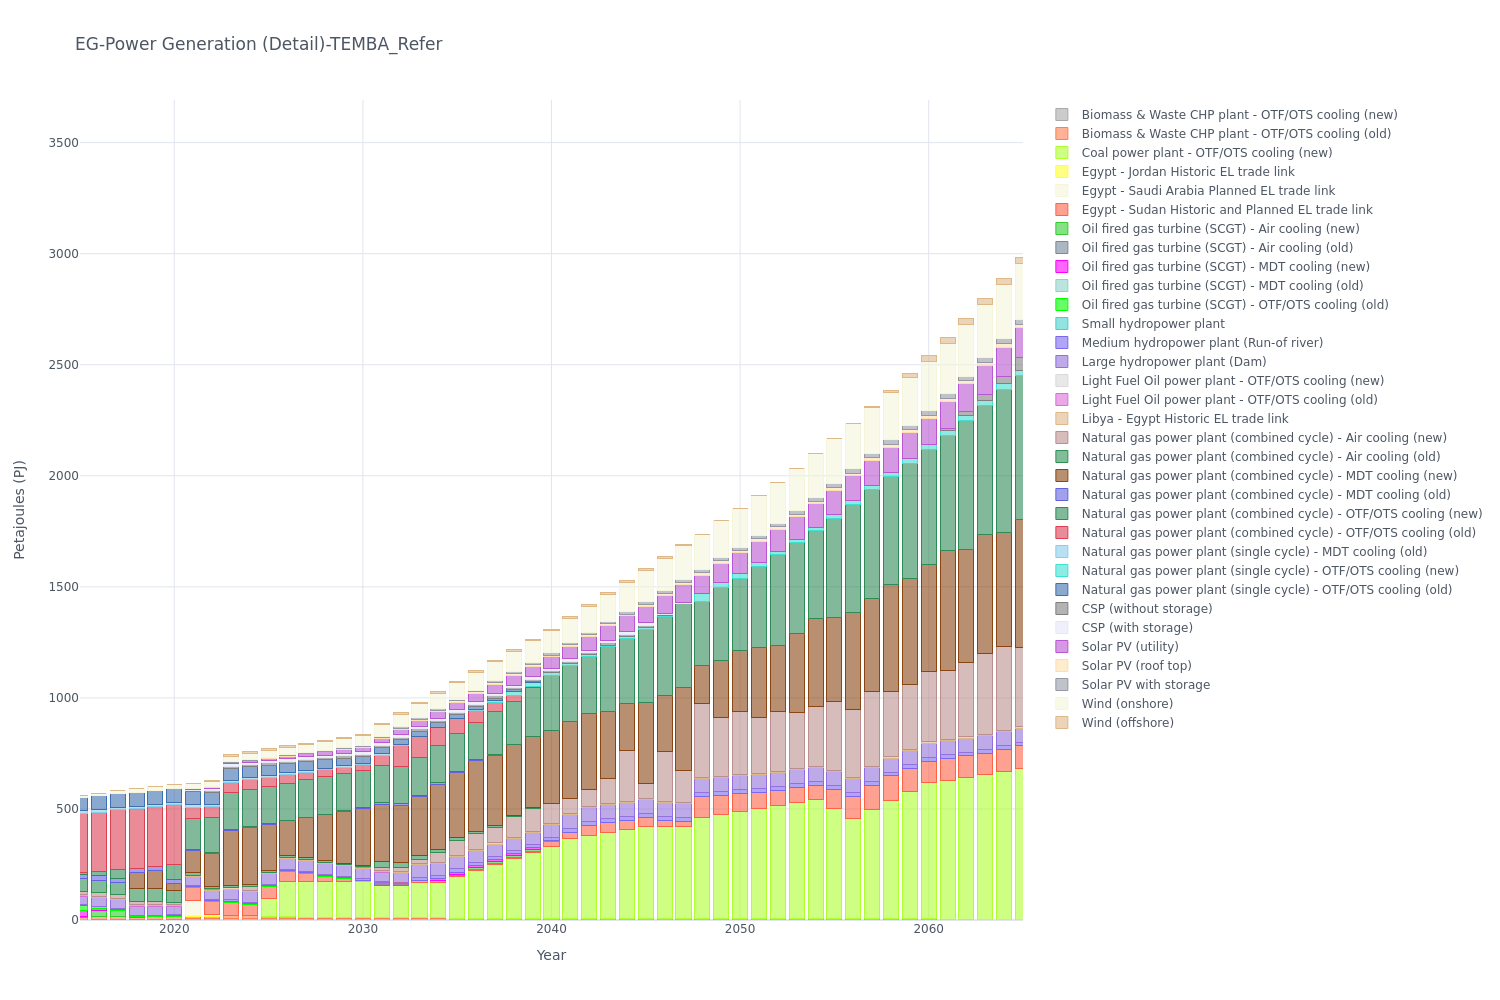 EG-Power Generation (Detail)-TEMBA_Refer
3500
3000
2500
2000
1500
1000
500
0
Petajoules (PJ)
2020
2030
2040
2050
2060
Year
Biomass & Waste CHP plant - OTF/OTS cooling (new)
Biomass & Waste CHP plant - OTF/OTS cooling (old)
Coal power plant - OTF/OTS cooling (new)
Egypt - Jordan Historic EL trade link
Egypt - Saudi Arabia Planned EL trade link
Egypt - Sudan Historic and Planned EL trade link
Oil fired gas turbine (SCGT) - Air cooling (new)
Oil fired gas turbine (SCGT) - Air cooling (old)
Oil fired gas turbine (SCGT) - MDT cooling (new)
Oil fired gas turbine (SCGT) - MDT cooling (old)
Oil fired gas turbine (SCGT) - OTF/OTS cooling (old)
Small hydropower plant
Medium hydropower plant (Run-of river)
Large hydropower plant (Dam)
Light Fuel Oil power plant - OTF/OTS cooling (new)
Light Fuel Oil power plant - OTF/OTS cooling (old)
Libya - Egypt Historic EL trade link
Natural gas power plant (combined cycle) - Air cooling (new)
Natural gas power plant (combined cycle) - Air cooling (old)
Natural gas power plant (combined cycle) - MDT cooling (new)
Natural gas power plant (combined cycle) - MDT cooling (old)
Natural gas power plant (combined cycle) - OTF/OTS cooling (new)
Natural gas power plant (combined cycle) - OTF/OTS cooling (old)
Natural gas power plant (single cycle) - MDT cooling (old)
Natural gas power plant (single cycle) - OTF/OTS cooling (new)
Natural gas power plant (single cycle) - OTF/OTS cooling (old)
CSP (without storage)
CSP (with storage)
Solar PV (utility)
Solar PV (roof top)
Solar PV with storage
Wind (onshore)
Wind (offshore)